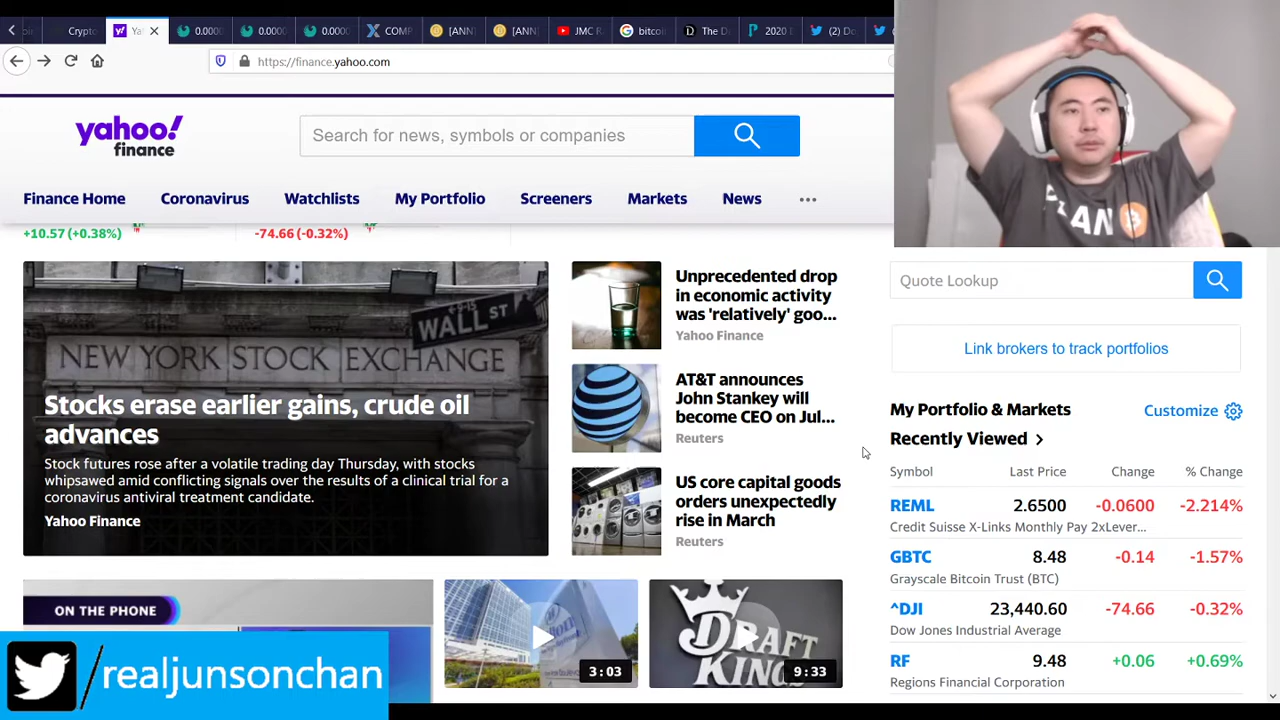 Crypto
Ya
0.0000
0.0000
0.0000
COMP
[ANN]
[ANN]
JMC R
bitcoi
The D
2020
(2) Do
https://finance.yahoo.com
yahoo!
finance
Search for news, symbols or companies
Finance Home
Coronavirus
Watchlists
My Portfolio
Screeners
Markets
News
•••
+10.57 (+0.38%)
-74.66 (-0.32%)
PLAN
WALL ST
NEW YORK STOCK EXCHANGE
Stocks erase earlier gains, crude oil
advances
Stock futures rose after a volatile trading day Thursday, with stocks
whipsawed amid conflicting signals over the results of a clinical trial for a
coronavirus antiviral treatment candidate.
Yahoo Finance
Unprecedented drop
in economic activity
was 'relatively' goo...
Yahoo Finance
AT&T announces
John Stankey will
become CEO on Jul...
Reuters
US core capital goods
orders unexpectedly
rise in March
Reuters
Quote Lookup
Link brokers to track portfolios
My Portfolio & Markets
Customize
Recently Viewed >
Symbol Last Price Change % Change
REML 2.6500 -0.0600 -2.214%
Credit Suisse X-Links Monthly Pay 2xLever...
GBTC 8.48 -0.14 -1.57%
Grayscale Bitcoin Trust (BTC)
^DJI 23,440.60 -74.66 -0.32%
Dow Jones Industrial Average
RF 9.48 +0.06 +0.69%
Regions Financial Corporation
ON THE PHONE
3:03
DRAFT
KINGS
9:33
/realjunsonchan